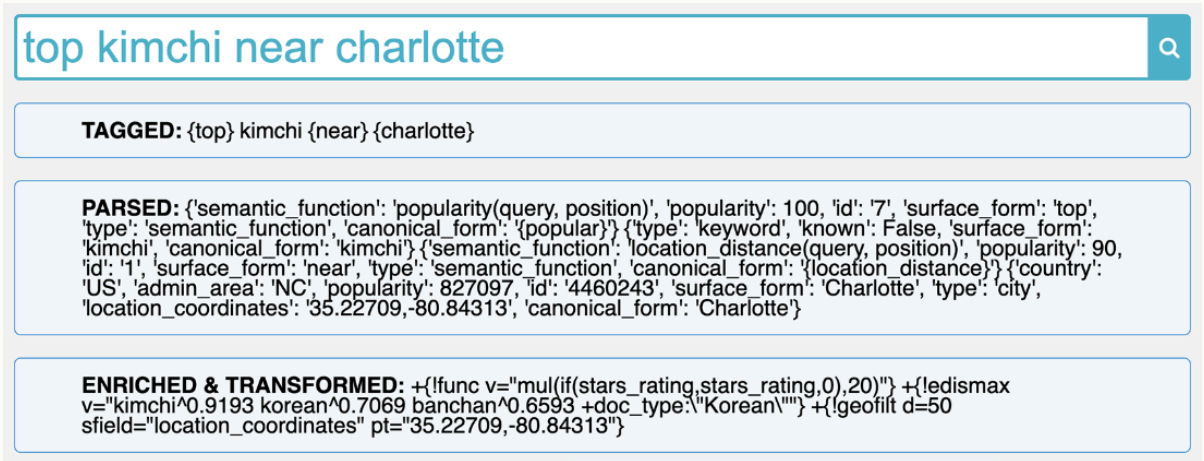 top kimchi near charlotte
TAGGED: {top} kimchi {near} {charlotte}
PARSED: {'semantic_function': 'popularity(query, position)', 'popularity': 100, 'id': '7', 'surface_form': 'top',
'type': 'semantic_function', 'canonical_form': '{popular}'} {'type': 'keyword', 'known': False, 'surface_form':
'kimchi', 'canonical_form': 'kimchi'} {'semantic_function': 'location_distance(query, position)', 'popularity': 90,
'id': '1', 'surface_form': 'near', 'type': 'semantic_function', 'canonical_form': '{location_distance}'} {'country':
'US', 'admin_area': 'NC', 'popularity': 827097, 'id': '4460243', 'surface_form': 'Charlotte', 'type': 'city',
'location_coordinates': '35.22709,-80.84313', 'canonical_form': 'Charlotte'}
ENRICHED & TRANSFORMED: +{!func v="mul(if(stars_rating,stars_rating,0),20)"} +{!edismax
v="kimchi^0.9193 korean^0.7069 banchan^0.6593 +doc_type:\"Korean\""} +{!geofilt d=50
sfield="location_coordinates" pt="35.22709,-80.84313"}